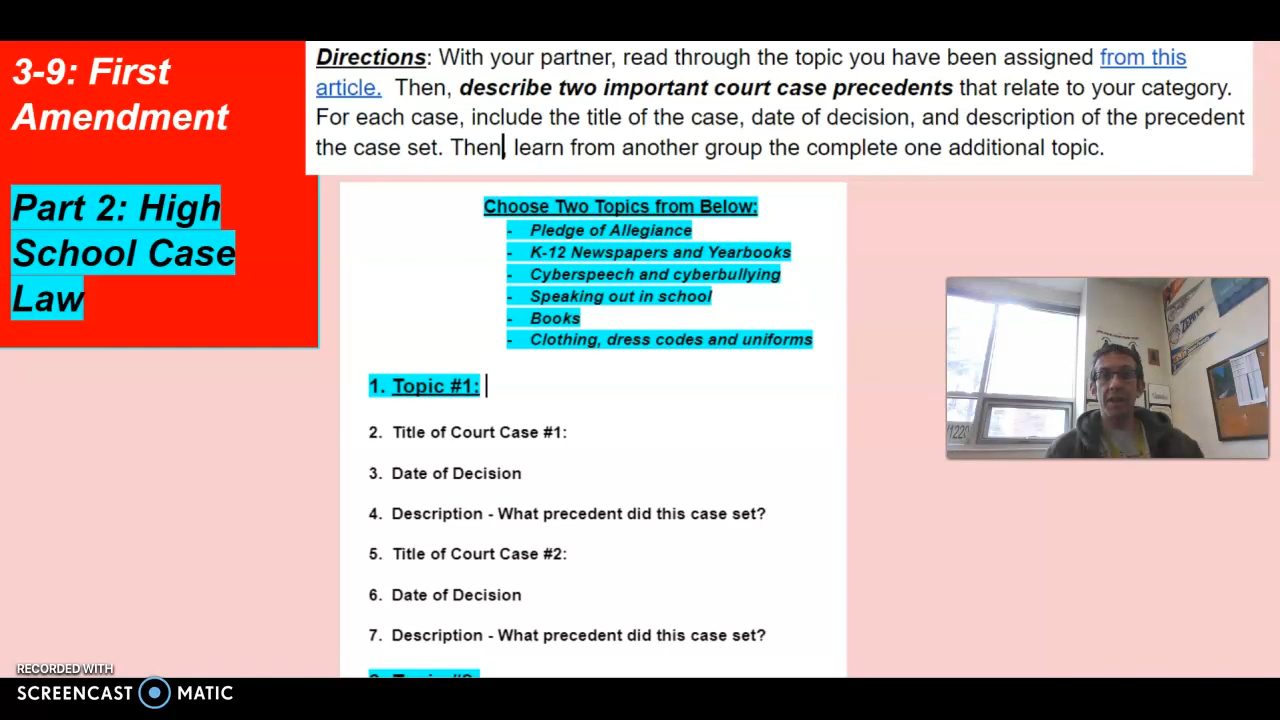 3-9: First
Amendment
Part 2: High
School Case
Law
Directions: With your partner, read through the topic you have been assigned from this
article. Then, describe two important court case precedents that relate to your category.
For each case, include the title of the case, date of decision, and description of the precedent
the case set. Then, learn from another group the complete one additional topic.
Choose Two Topics from Below:
- Pledge of Allegiance
- K-12 Newspapers and Yearbooks
- Cyberspeech and cyberbullying
- Speaking out in school
- Books
- Clothing, dress codes and uniforms
1. Topic #1:
2. Title of Court Case #1:
3. Date of Decision
4. Description - What precedent did this case set?
5. Title of Court Case #2:
6. Date of Decision
7. Description - What precedent did this case set?
RECORDED WITH
SCREENCAST MATIC